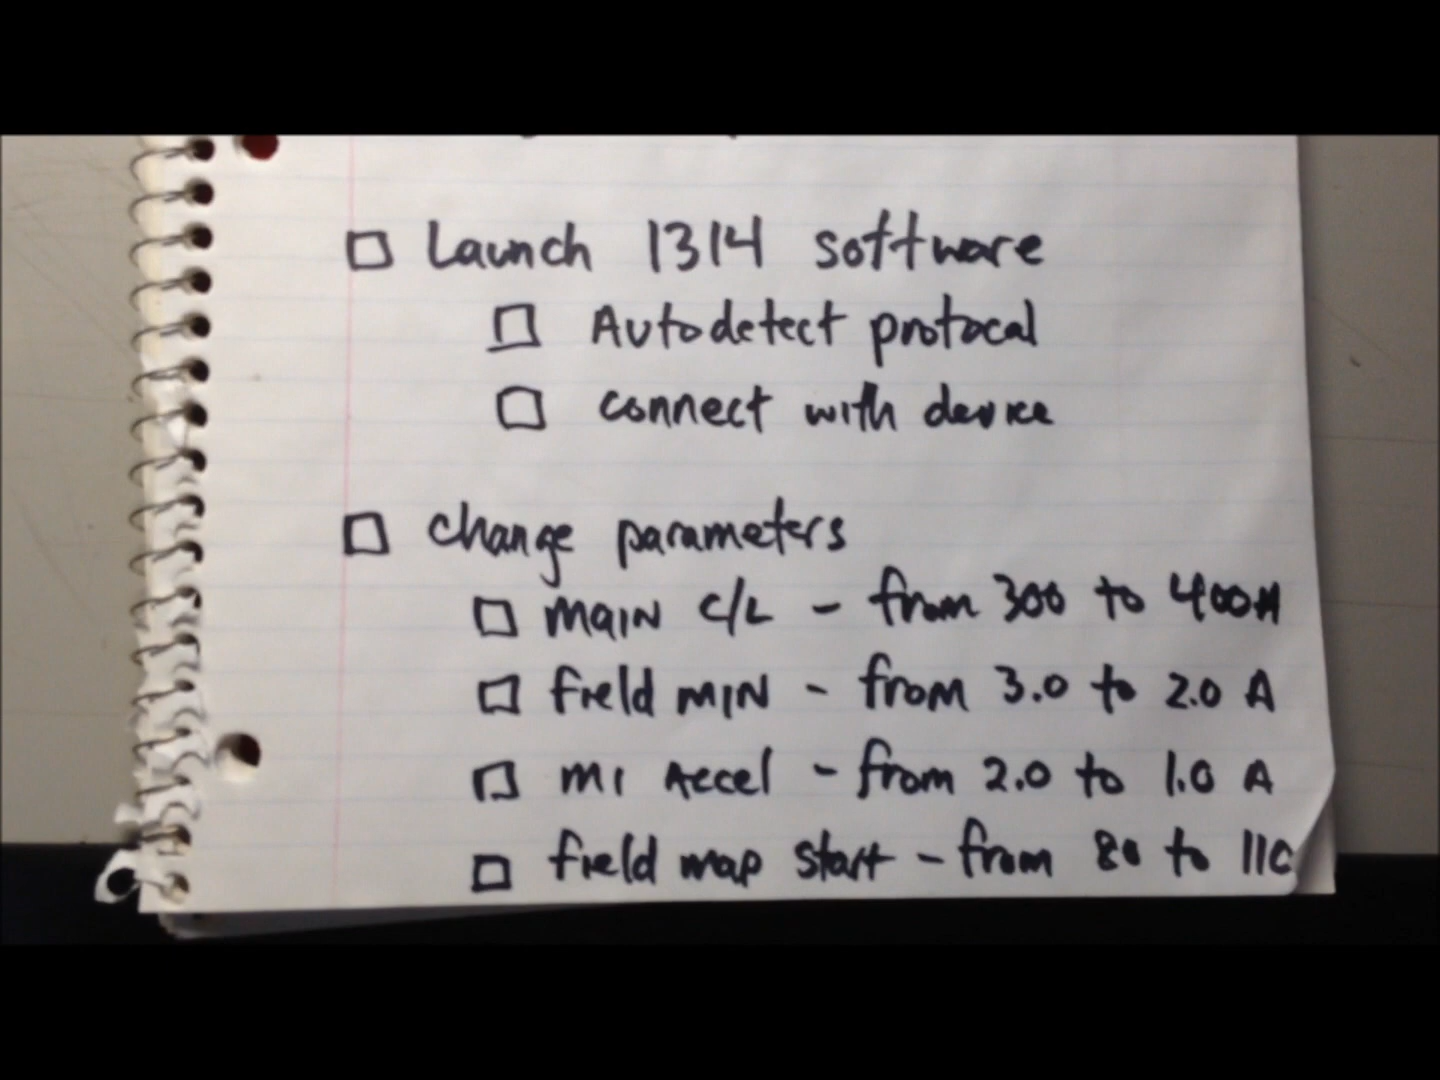 Launch 1314 software
Autodetect protocal
connect with device
change parameters
MAIN C/L - from 300 to 400A
field MIN - from 3.0 to 2.0 A
M1 Accel - from 2.0 to 1.0 A
field map start - from 80 to 110